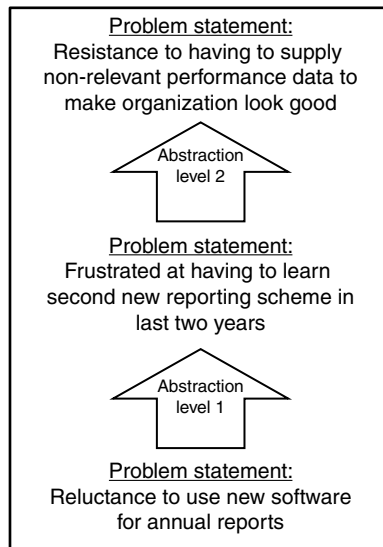 Problem statement:
Resistance to having to supply
non-relevant performance data to
make organization look good
Abstraction
level 2
Problem statement:
Frustrated at having to learn
second new reporting scheme in
last two years
Abstraction
level 1
Problem statement:
Reluctance to use new software
for annual reports